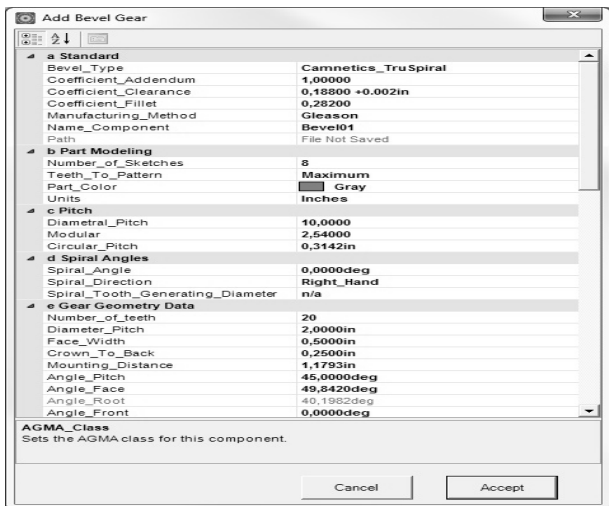 Add Bevel Gear
a Standard
Bevel_Type Camnetics_TruSpiral
Coefficient_Addendum 1,00000
Coefficient_Clearance 0,18800 +0.002in
Coefficient_Fillet 0,28200
Manufacturing_Method Gleason
Name_Component Bevel01
Path File Not Saved
b Part Modeling
Number_of_Sketches 8
Teeth_To_Pattern Maximum
Part_Color Gray
Units Inches
c Pitch
Diametral_Pitch 10,0000
Modular 2,54000
Circular_Pitch 0,3142in
d Spiral Angles
Spiral_Angle 0,0000deg
Spiral_Direction Right_Hand
Spiral_Tooth_Generating_Diameter n/a
e Gear Geometry Data
Number_of_teeth 20
Diameter_Pitch 2,0000in
Face_Width 0,5000in
Crown_To_Back 0,2500in
Mounting_Distance 1,1793in
Angle_Pitch 45,0000deg
Angle_Face 49,8420deg
Angle_Root 40,1982deg
Angle_Front 0,0000deg
AGMA_Class
Sets the AGMA class for this component.
Cancel Accept